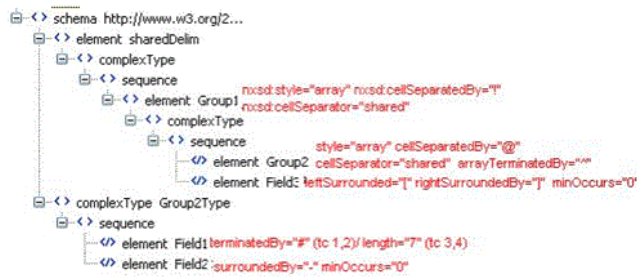 schema http://www.w3.org/2...
element sharedDelim
complexType
sequence
element Group1 nxsd:style="array" nxsd:cellSeparatedBy="!"
nxsd:cellSeparator="shared"
complexType
sequence
style="array" cellSeparatedBy="@"
element Group2 cellSeparator="shared" arrayTerminatedBy="^"
element Field3 leftSurrounded="[" rightSurroundedBy="]" minOccurs="0"
complexType Group2Type
sequence
element Field1 terminatedBy="#" (tc 1,2)/ length="7" (tc 3,4)
element Field2 surroundedBy="-" minOccurs="0"